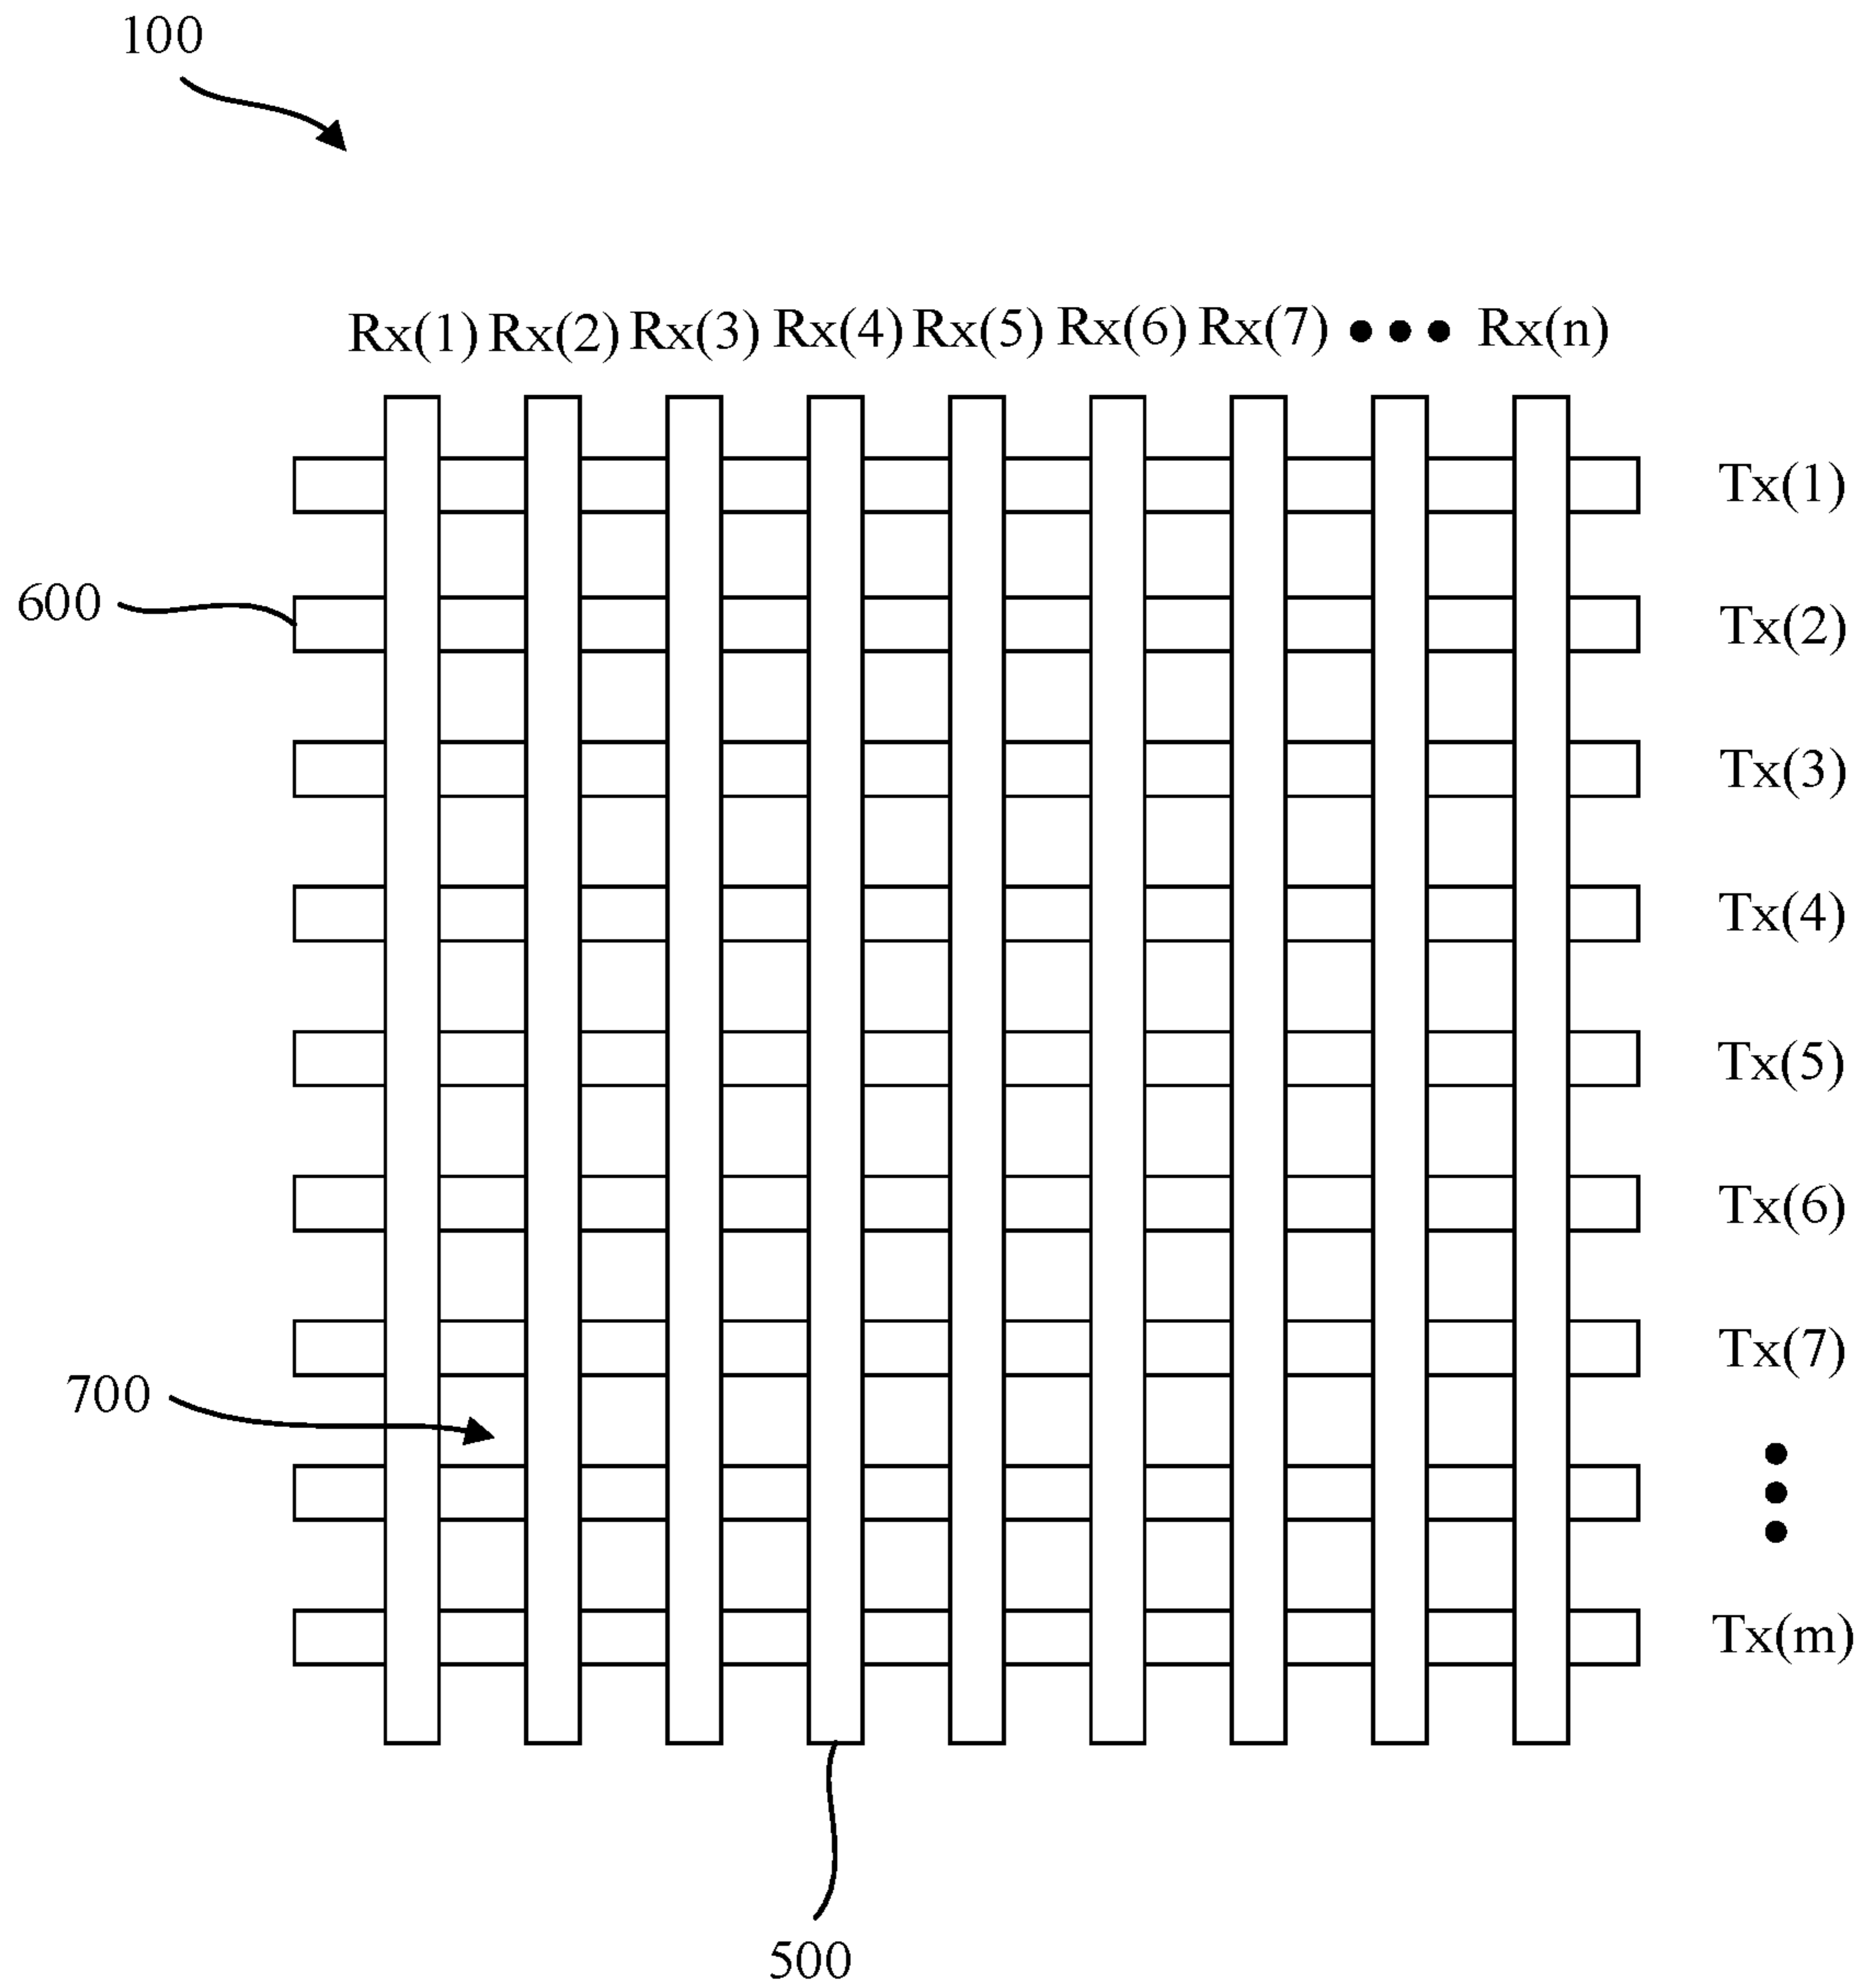 100
Rx(1) Rx(2) Rx(3) Rx(4) Rx(5) Rx(6) Rx(7) ••• Rx(n)
Tx(1)
600
Tx(2)
Tx(3)
Tx(4)
Tx(5)
Tx(6)
Tx(7)
700
Tx(m)
500